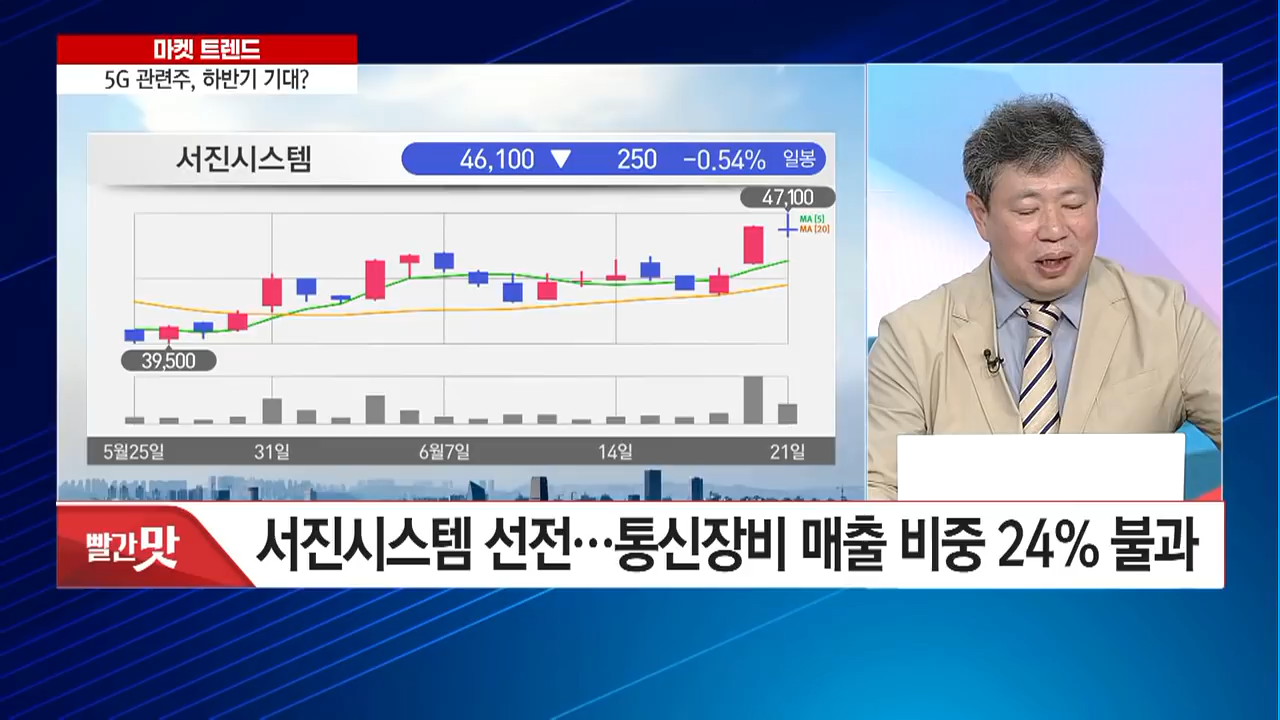 마켓 트렌드
5G 관련주, 하반기 기대?
서진시스템 46,100 ▼ 250 -0.54% 일봉
47,100
MA [5]
MA [20]
39,500
5월25일 31일 6월7일 14일 21일
빨간맛 서진시스템 선전…통신장비 매출 비중 24% 불과